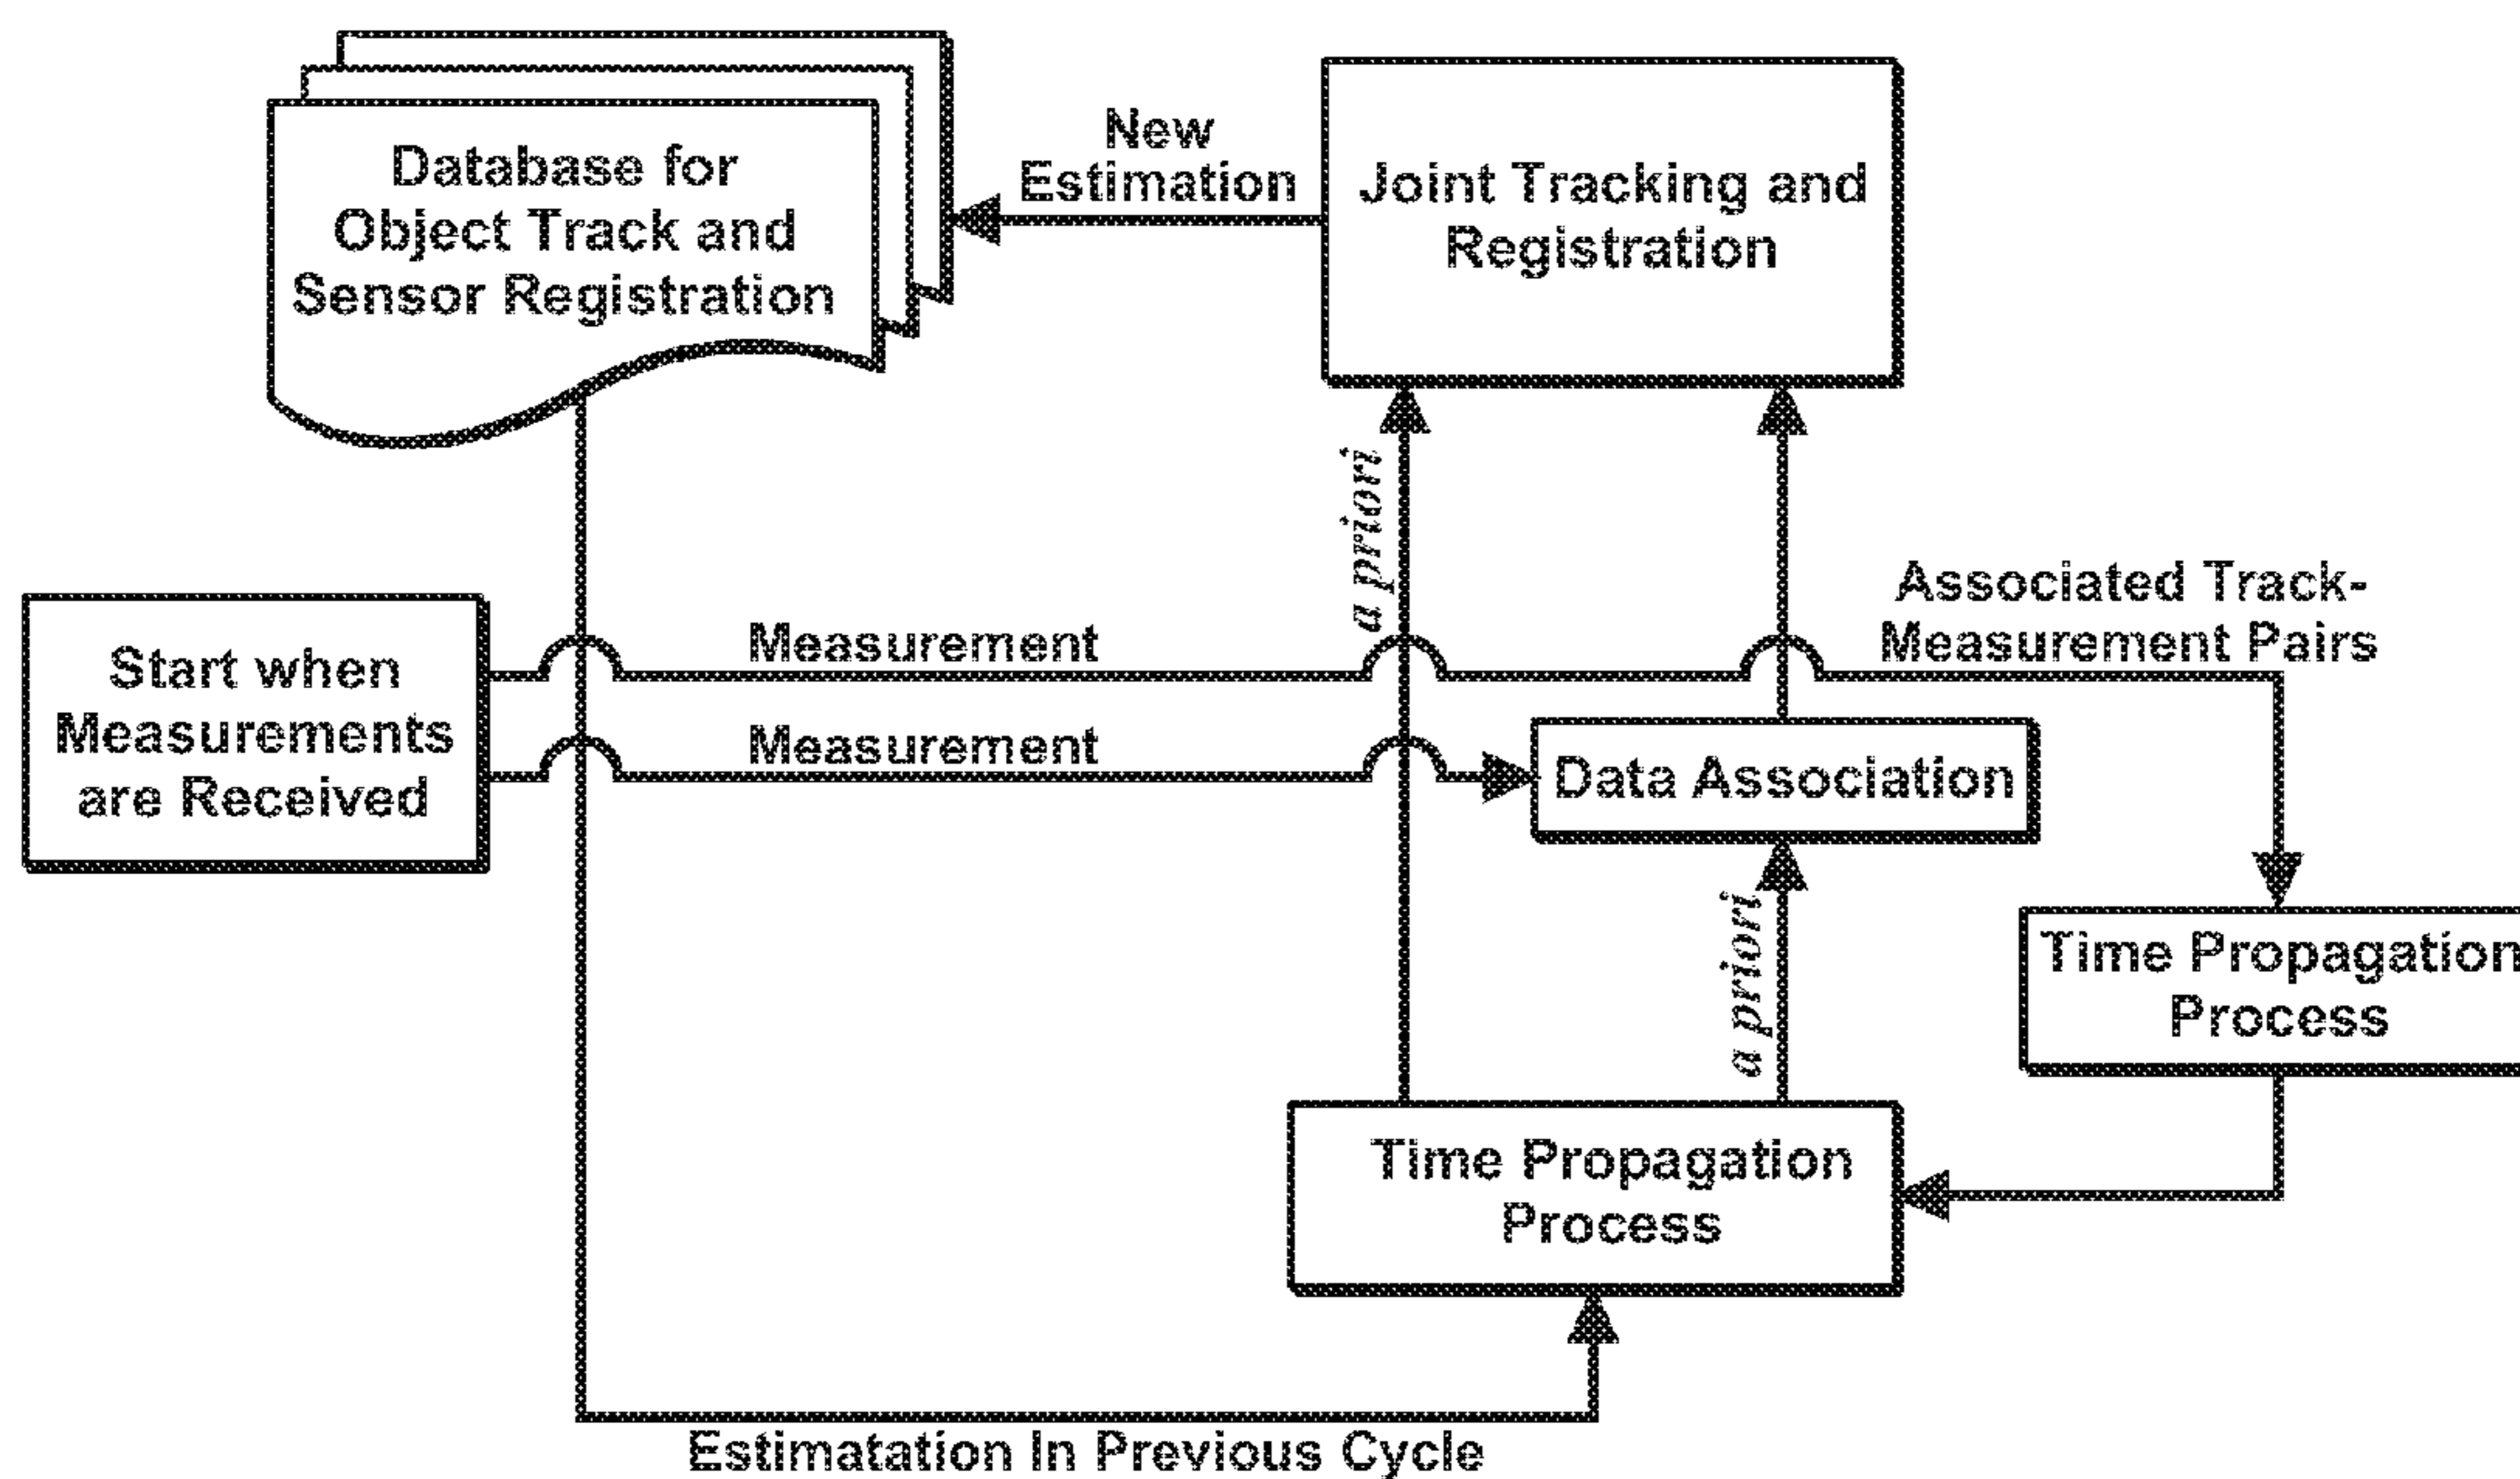 Database for
Object Track and
Sensor Registration
New
Estimation
Joint Tracking and
Registration
a priori
Associated Track-
Measurement Pairs
Start when
Measurements
are Received
Measurement
Measurement
Data Association
a priori
Time Propagation
Process
Time Propagation
Process
Estimatation In Previous Cycle